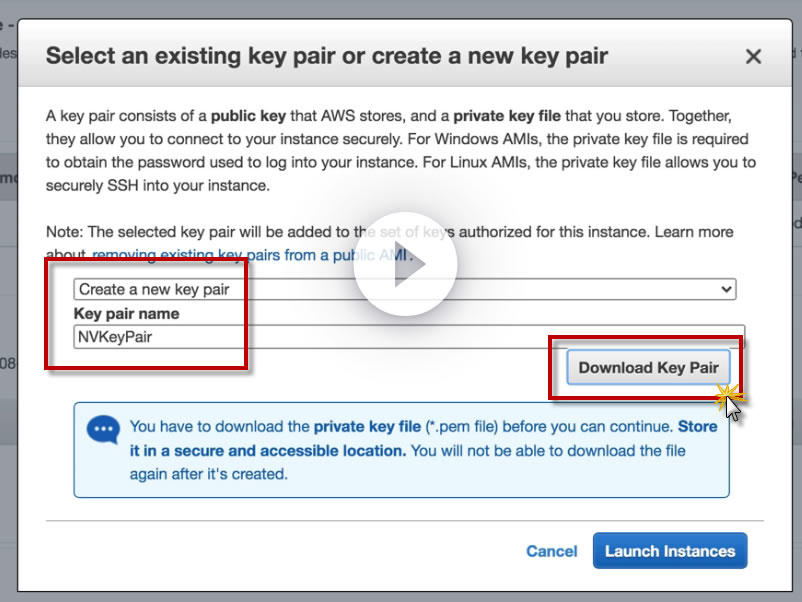 Select an existing key pair or create a new key pair
A key pair consists of a public key that AWS stores, and a private key file that you store. Together,
they allow you to connect to your instance securely. For Windows AMIs, the private key file is required
to obtain the password used to log into your instance. For Linux AMIs, the private key file allows you to
securely SSH into your instance.
Note: The selected key pair will be added to the set of keys authorized for this instance. Learn more
about removing existing key pairs from a public AMI.
Create a new key pair
Key pair name
NVKeyPair
Download Key Pair
You have to download the private key file (*.pem file) before you can continue. Store
it in a secure and accessible location. You will not be able to download the file
again after it's created.
Cancel
Launch Instances